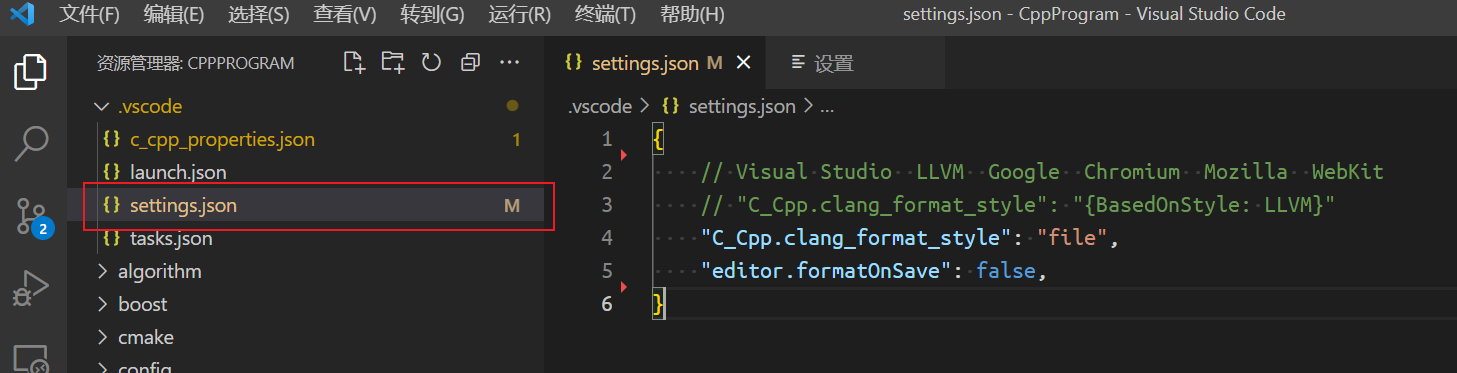 文件(F) 编辑(E) 选择(S) 查看(V) 转到(G) 运行(R) 终端(T) 帮助(H) settings.json - CppProgram - Visual Studio Code
资源管理器: CPPPROGRAM
settings.json M
设置
.vscode
c_cpp_properties.json 1
launch.json
settings.json M
tasks.json
algorithm
boost
cmake
config
2
.vscode > {} settings.json > ...
1 {
2 // Visual Studio LLVM Google Chromium Mozilla WebKit
3 // "C_Cpp.clang_format_style": "{BasedOnStyle: LLVM}"
4 "C_Cpp.clang_format_style": "file",
5 "editor.formatOnSave": false,
6 }